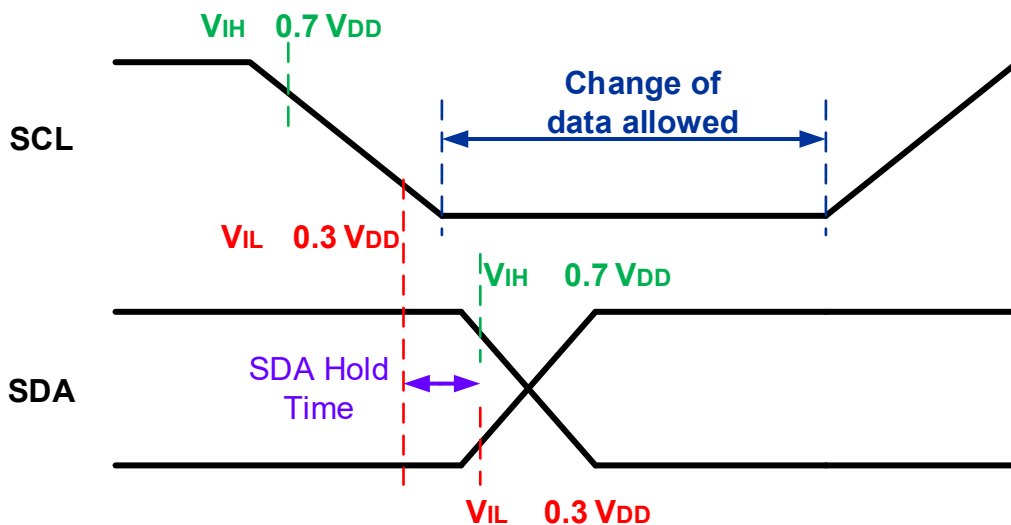 VIH 0.7 VDD
Change of
data allowed
SCL
VIL 0.3 VDD
VIH 0.7 VDD
SDA Hold
Time
SDA
VIL 0.3 VDD